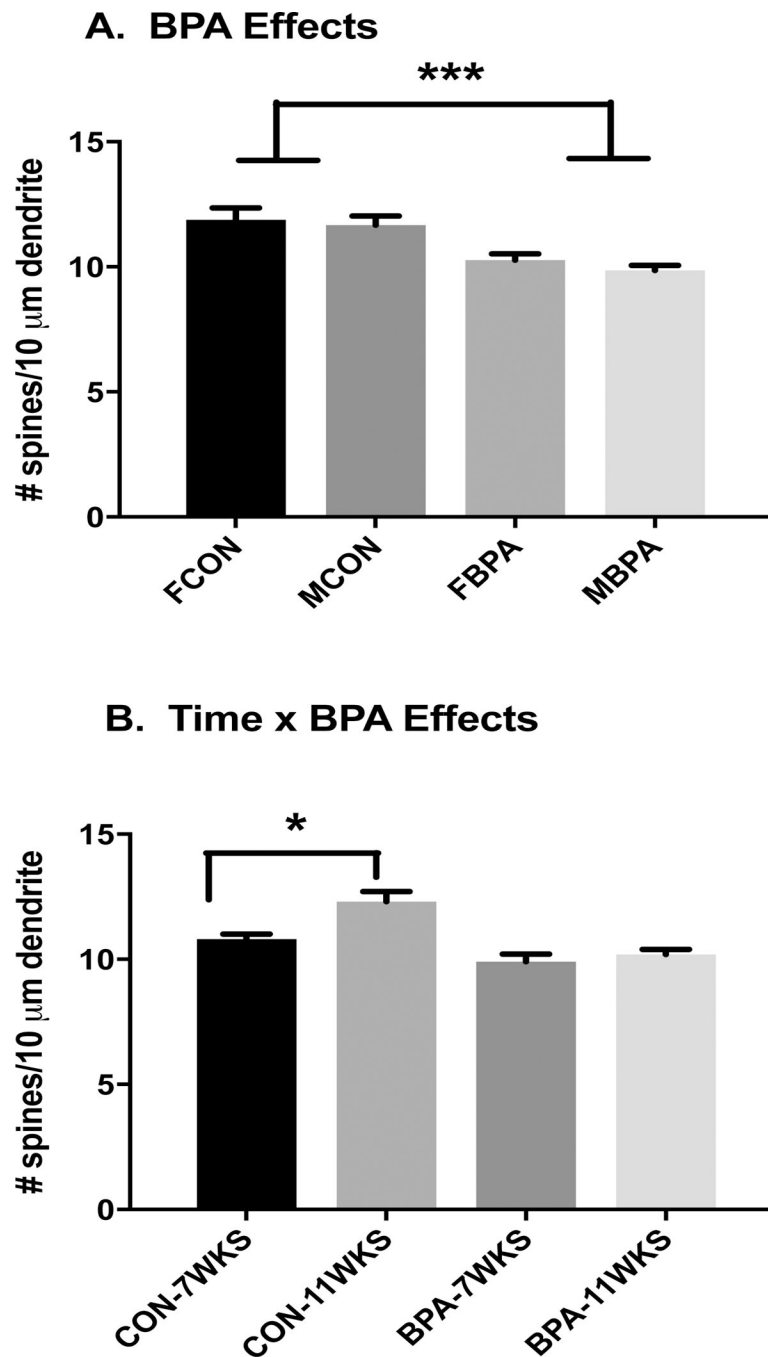 A. BPA Effects
***
15
10
5
0
# spines/10 μm dendrite
FCON
MCON
FBPA
MBPA
B. Time x BPA Effects
*
15
10
5
0
# spines/10 μm dendrite
CON-7WKS
CON-11WKS
BPA-7WKS
BPA-11WKS